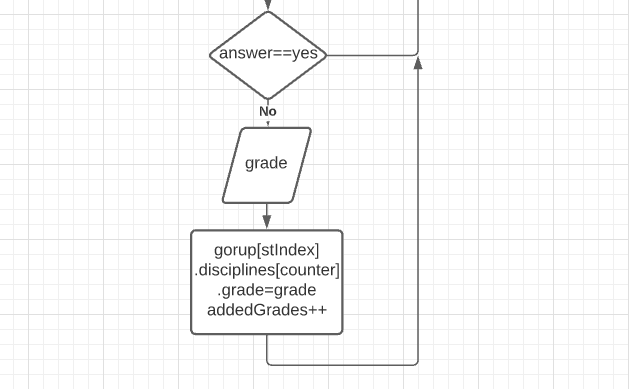 answer==yes
No
grade
gorup[stIndex]
.disciplines[counter]
.grade=grade
addedGrades++